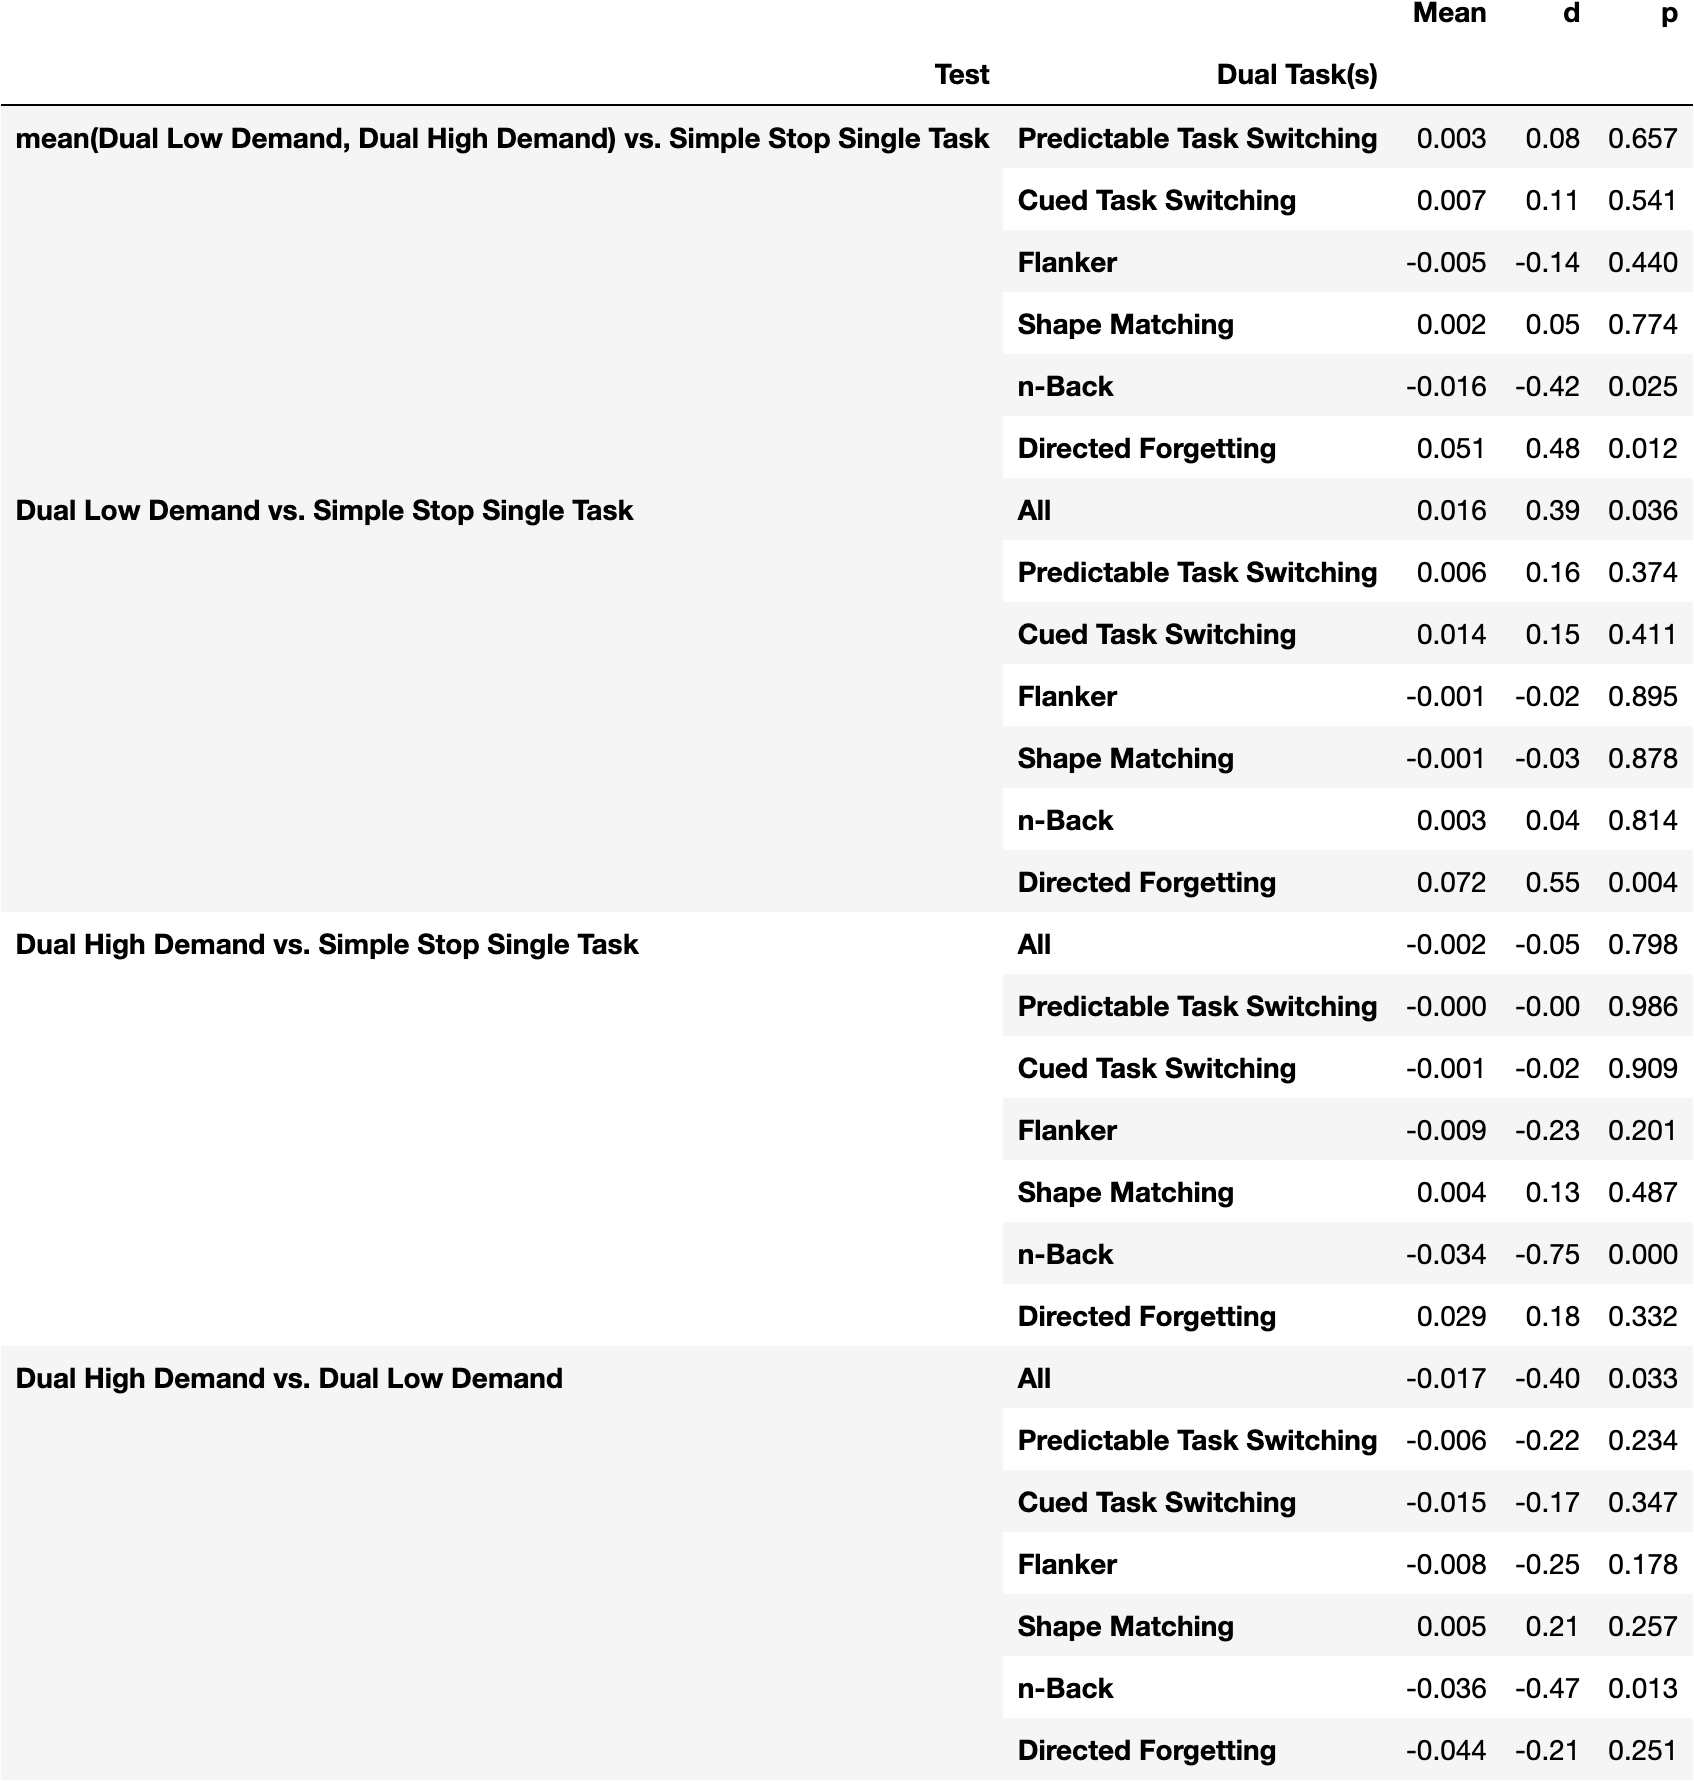 Mean d p
Test Dual Task(s)
mean(Dual Low Demand, Dual High Demand) vs. Simple Stop Single Task Predictable Task Switching 0.003 0.08 0.657
Cued Task Switching 0.007 0.11 0.541
Flanker -0.005 -0.14 0.440
Shape Matching 0.002 0.05 0.774
n-Back -0.016 -0.42 0.025
Directed Forgetting 0.051 0.48 0.012
Dual Low Demand vs. Simple Stop Single Task All 0.016 0.39 0.036
Predictable Task Switching 0.006 0.16 0.374
Cued Task Switching 0.014 0.15 0.411
Flanker -0.001 -0.02 0.895
Shape Matching -0.001 -0.03 0.878
n-Back 0.003 0.04 0.814
Directed Forgetting 0.072 0.55 0.004
Dual High Demand vs. Simple Stop Single Task All -0.002 -0.05 0.798
Predictable Task Switching -0.000 -0.00 0.986
Cued Task Switching -0.001 -0.02 0.909
Flanker -0.009 -0.23 0.201
Shape Matching 0.004 0.13 0.487
n-Back -0.034 -0.75 0.000
Directed Forgetting 0.029 0.18 0.332
Dual High Demand vs. Dual Low Demand All -0.017 -0.40 0.033
Predictable Task Switching -0.006 -0.22 0.234
Cued Task Switching -0.015 -0.17 0.347
Flanker -0.008 -0.25 0.178
Shape Matching 0.005 0.21 0.257
n-Back -0.036 -0.47 0.013
Directed Forgetting -0.044 -0.21 0.251